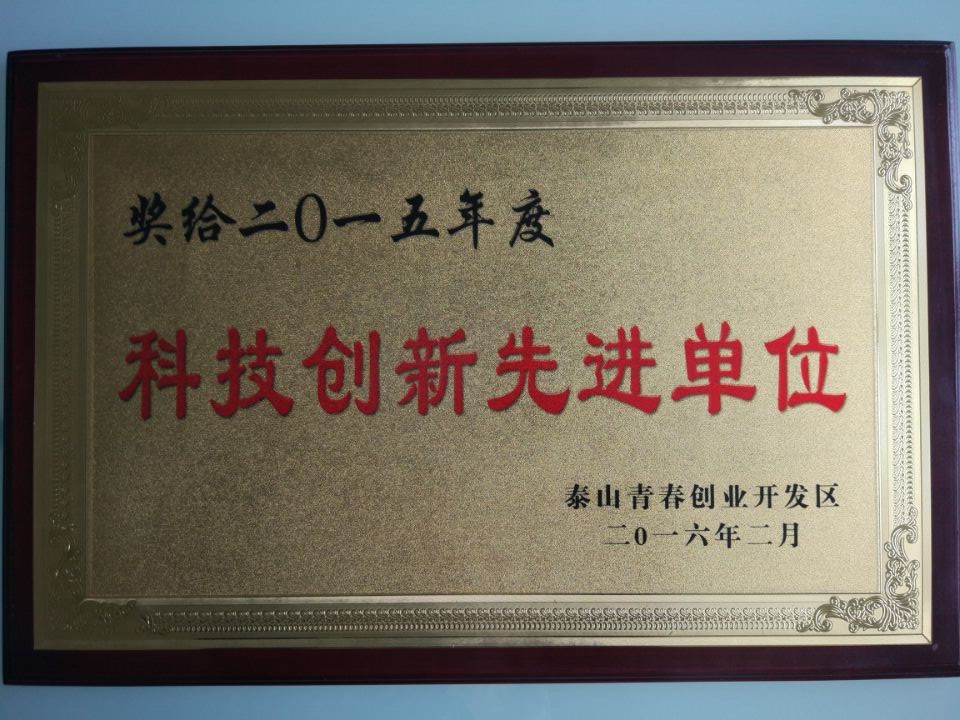 奖给二0一五年度
科技创新先进单位
泰山青春创业开发区
二0一六年二月